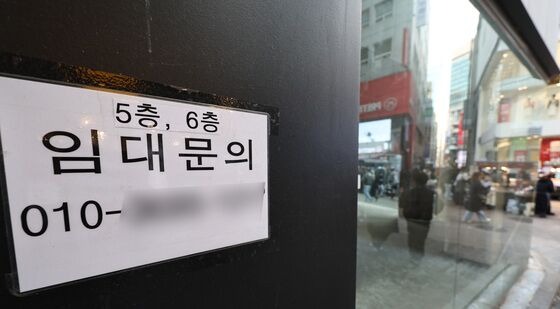 5층, 6층
임대문의
010-